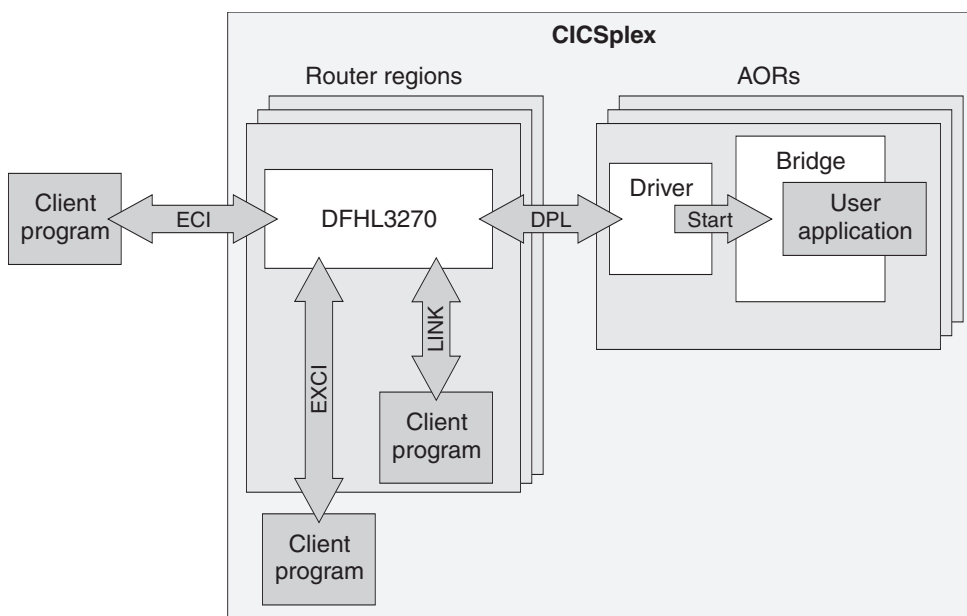 CICSplex
Router regions
AORs
Client
program
ECI
DFHL3270
DPL
Driver
Start
Bridge
User
application
EXCI
LINK
Client
program
Client
program